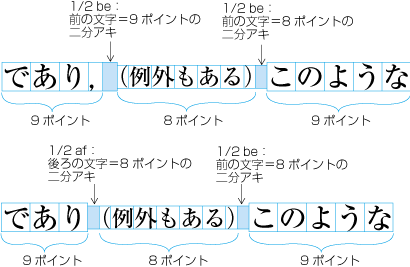 1/2 be：
前の文字＝9ポイントの
二分アキ
1/2 be：
前の文字＝8ポイントの
二分アキ
であり，（例外もある）このような
9ポイント
8ポイント
9ポイント
1/2 af：
後ろの文字＝8ポイントの
二分アキ
1/2 be：
前の文字＝8ポイントの
二分アキ
であり（例外もある）このような
9ポイント
8ポイント
9ポイント